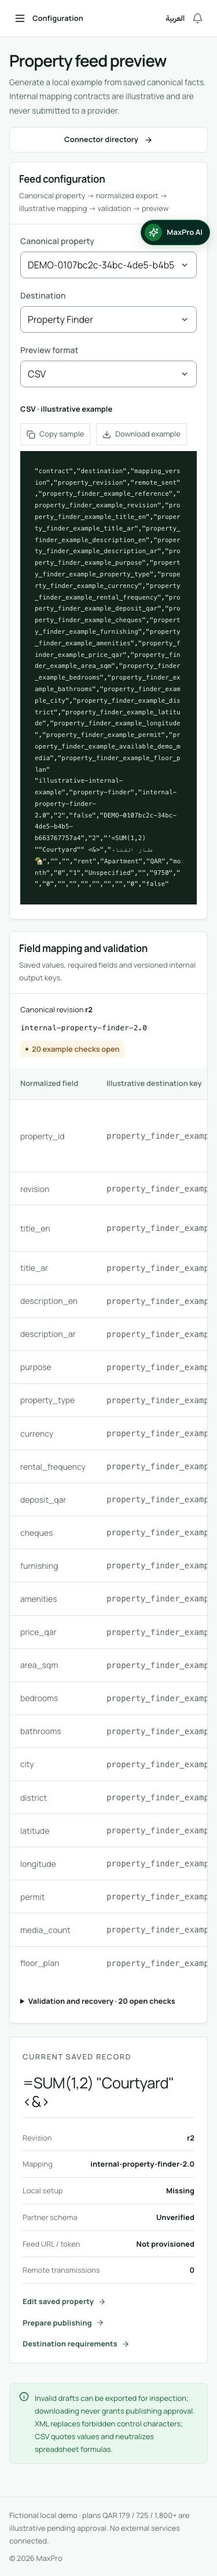 Configuration
العربية
Property feed preview
Generate a local example from saved canonical facts.
Internal mapping contracts are illustrative and are
never submitted to a provider.
Connector directory →
Feed configuration
Canonical property → normalized export →
illustrative mapping → validation → preview
MaxPro AI
Canonical property
DEMO-0107bc2c-34bc-4de5-b4b5
Destination
Property Finder
Preview format
CSV
CSV · illustrative example
Copy sample
Download example
"contract","destination","mapping_vers
ion","property_revision","remote_sent"
,"property_finder_example_reference","
property_finder_example_revision","pro
perty_finder_example_title_en","proper
ty_finder_example_title_ar","property_
finder_example_description_en","proper
ty_finder_example_description_ar","pro
perty_finder_example_purpose","propert
y_finder_example_property_type","prope
rty_finder_example_currency","property
_finder_example_rental_frequency","pro
perty_finder_example_deposit_qar","pro
perty_finder_example_cheques","propert
y_finder_example_furnishing","property
_finder_example_amenities","property_f
inder_example_price_qar","property_fin
der_example_area_sqm","property_finder
_example_bedrooms","property_finder_ex
ample_bathrooms","property_finder_exam
ple_city","property_finder_example_dis
trict","property_finder_example_latitu
de","property_finder_example_longitude
","property_finder_example_permit","pr
operty_finder_example_available_demo_m
edia","property_finder_example_floor_p
lan"
"illustrative-internal-
example","property-finder","internal-
property-finder-
2.0","2","false","DEMO-0107bc2c-34bc-
4de5-b4b5-
b663767757a4","2","'=SUM(1,2)
""Courtyard"" <&>","
","","","rent","Apartment","QAR","mo
nth","0","1","Unspecified","","9750","
","0","","","","","","","0","false"
Field mapping and validation
Saved values, required fields and versioned internal
output keys.
Canonical revision r2
internal-property-finder-2.0
20 example checks open
Normalized field Illustrative destination key
property_id property_finder_examp
revision property_finder_examp
title_en property_finder_examp
title_ar property_finder_examp
description_en property_finder_examp
description_ar property_finder_examp
purpose property_finder_examp
property_type property_finder_examp
currency property_finder_examp
rental_frequency property_finder_examp
deposit_qar property_finder_examp
cheques property_finder_examp
furnishing property_finder_examp
amenities property_finder_examp
price_qar property_finder_examp
area_sqm property_finder_examp
bedrooms property_finder_examp
bathrooms property_finder_examp
city property_finder_examp
district property_finder_examp
latitude property_finder_examp
longitude property_finder_examp
permit property_finder_examp
media_count property_finder_examp
floor_plan property_finder_examp
Validation and recovery · 20 open checks
CURRENT SAVED RECORD
=SUM(1,2) "Courtyard"
<&>
Revision r2
Mapping internal-property-finder-2.0
Local setup Missing
Partner schema Unverified
Feed URL / token Not provisioned
Remote transmissions 0
Edit saved property →
Prepare publishing →
Destination requirements →
Invalid drafts can be exported for inspection;
downloading never grants publishing approval.
XML replaces forbidden control characters;
CSV quotes values and neutralizes
spreadsheet formulas.
Fictional local demo · plans QAR 179 / 725 / 1,800+ are
illustrative pending approval. No external services
connected.
© 2026 MaxPro